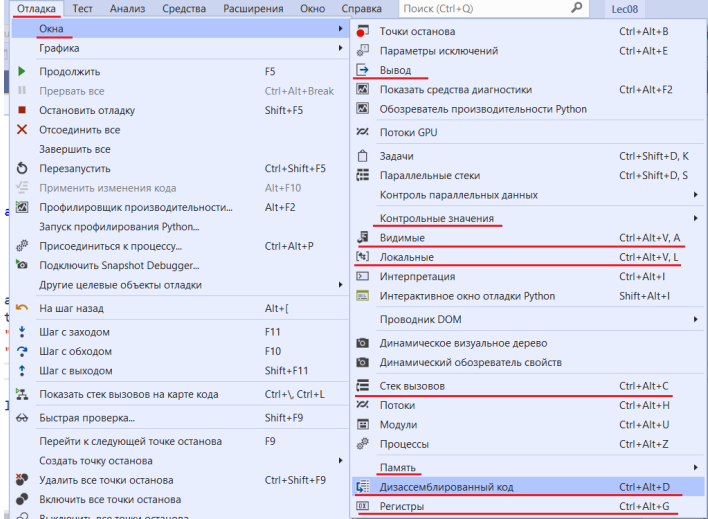 Отладка Тест Анализ Средства Расширения Окно Справка Поиск (Ctrl+Q) Lec08
Окна
Графика
Продолжить F5
Прервать все Ctrl+Alt+Break
Остановить отладку Shift+F5
Отсоединить все
Завершить все
Перезапустить Ctrl+Shift+F5
Применить изменения кода Alt+F10
Профилировщик производительности... Alt+F2
Запуск профилирования Python...
Присоединиться к процессу... Ctrl+Alt+P
Подключить Snapshot Debugger...
Другие целевые объекты отладки
На шаг назад Alt+[
Шаг с заходом F11
Шаг с обходом F10
Шаг с выходом Shift+F11
Показать стек вызовов на карте кода Ctrl+\, Ctrl+L
Быстрая проверка... Shift+F9
Перейти к следующей точке останова F9
Создать точку останова
Удалить все точки останова Ctrl+Shift+F9
Включить все точки останова
Выключить все точки останова
Точки останова Ctrl+Alt+B
Параметры исключений Ctrl+Alt+E
Вывод
Показать средства диагностики Ctrl+Alt+F2
Обозреватель производительности Python
Потоки GPU
Задачи Ctrl+Shift+D, K
Параллельные стеки Ctrl+Shift+D, S
Контроль параллельных данных
Контрольные значения
Видимые Ctrl+Alt+V, A
Локальные Ctrl+Alt+V, L
Интерпретация Ctrl+Alt+I
Интерактивное окно отладки Python Shift+Alt+I
Проводник DOM
Динамическое визуальное дерево
Динамический обозреватель свойств
Стек вызовов Ctrl+Alt+C
Потоки Ctrl+Alt+H
Модули Ctrl+Alt+U
Процессы Ctrl+Alt+Z
Память
Дизассемблированный код Ctrl+Alt+D
Регистры Ctrl+Alt+G